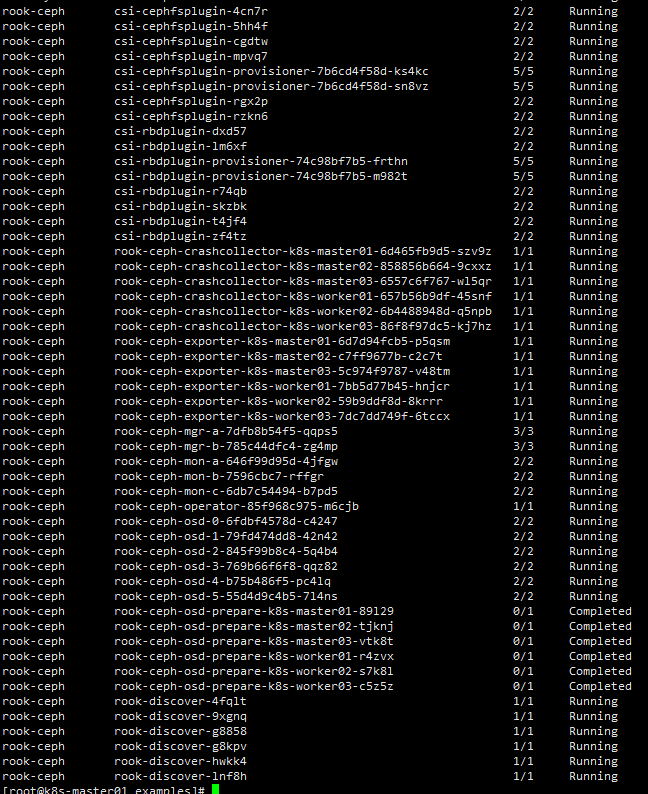 rook-ceph csi-cephfsplugin-4cn7r 2/2 Running
rook-ceph csi-cephfsplugin-5hh4f 2/2 Running
rook-ceph csi-cephfsplugin-cgdtw 2/2 Running
rook-ceph csi-cephfsplugin-mpvq7 2/2 Running
rook-ceph csi-cephfsplugin-provisioner-7b6cd4f58d-ks4kc 5/5 Running
rook-ceph csi-cephfsplugin-provisioner-7b6cd4f58d-sn8vz 5/5 Running
rook-ceph csi-cephfsplugin-rgx2p 2/2 Running
rook-ceph csi-cephfsplugin-rzkn6 2/2 Running
rook-ceph csi-rbdplugin-dxd57 2/2 Running
rook-ceph csi-rbdplugin-lm6xf 2/2 Running
rook-ceph csi-rbdplugin-provisioner-74c98bf7b5-frthn 5/5 Running
rook-ceph csi-rbdplugin-provisioner-74c98bf7b5-m982t 5/5 Running
rook-ceph csi-rbdplugin-r74qb 2/2 Running
rook-ceph csi-rbdplugin-skzbk 2/2 Running
rook-ceph csi-rbdplugin-t4jf4 2/2 Running
rook-ceph csi-rbdplugin-zf4tz 2/2 Running
rook-ceph rook-ceph-crashcollector-k8s-master01-6d465fb9d5-szv9z 1/1 Running
rook-ceph rook-ceph-crashcollector-k8s-master02-858856b664-9cxxz 1/1 Running
rook-ceph rook-ceph-crashcollector-k8s-master03-6557c6f767-wl5qr 1/1 Running
rook-ceph rook-ceph-crashcollector-k8s-worker01-657b56b9df-45snf 1/1 Running
rook-ceph rook-ceph-crashcollector-k8s-worker02-6b4488948d-q5npb 1/1 Running
rook-ceph rook-ceph-crashcollector-k8s-worker03-86f8f97dc5-kj7hz 1/1 Running
rook-ceph rook-ceph-exporter-k8s-master01-6d7d94fcb5-p5qsm 1/1 Running
rook-ceph rook-ceph-exporter-k8s-master02-c7ff9677b-c2c7t 1/1 Running
rook-ceph rook-ceph-exporter-k8s-master03-5c974f9787-v48tm 1/1 Running
rook-ceph rook-ceph-exporter-k8s-worker01-7bb5d77b45-hnjcr 1/1 Running
rook-ceph rook-ceph-exporter-k8s-worker02-59b9ddf8d-8krrr 1/1 Running
rook-ceph rook-ceph-exporter-k8s-worker03-7dc7dd749f-6tccx 1/1 Running
rook-ceph rook-ceph-mgr-a-7dfb8b54f5-qqps5 3/3 Running
rook-ceph rook-ceph-mgr-b-785c44dfc4-zg4mp 3/3 Running
rook-ceph rook-ceph-mon-a-646f99d95d-4jfgw 2/2 Running
rook-ceph rook-ceph-mon-b-7596cbc7-rffgr 2/2 Running
rook-ceph rook-ceph-mon-c-6db7c54494-b7pd5 2/2 Running
rook-ceph rook-ceph-operator-85f968c975-m6cjb 1/1 Running
rook-ceph rook-ceph-osd-0-6fdbf4578d-c4247 2/2 Running
rook-ceph rook-ceph-osd-1-79fd474dd8-42n42 2/2 Running
rook-ceph rook-ceph-osd-2-845f99b8c4-5q4b4 2/2 Running
rook-ceph rook-ceph-osd-3-769b66f6f8-qqz82 2/2 Running
rook-ceph rook-ceph-osd-4-b75b486f5-pc4lq 2/2 Running
rook-ceph rook-ceph-osd-5-55d4d9c4b5-7l4ns 2/2 Running
rook-ceph rook-ceph-osd-prepare-k8s-master01-89l29 0/1 Completed
rook-ceph rook-ceph-osd-prepare-k8s-master02-tjknj 0/1 Completed
rook-ceph rook-ceph-osd-prepare-k8s-master03-vtk8t 0/1 Completed
rook-ceph rook-ceph-osd-prepare-k8s-worker01-r4zvx 0/1 Completed
rook-ceph rook-ceph-osd-prepare-k8s-worker02-s7k8l 0/1 Completed
rook-ceph rook-ceph-osd-prepare-k8s-worker03-c5z5z 0/1 Completed
rook-ceph rook-discover-4fqlt 1/1 Running
rook-ceph rook-discover-9xgnq 1/1 Running
rook-ceph rook-discover-g8858 1/1 Running
rook-ceph rook-discover-g8kpv 1/1 Running
rook-ceph rook-discover-hwkk4 1/1 Running
rook-ceph rook-discover-lnf8h 1/1 Running
[root@k8s-master01 examples]#